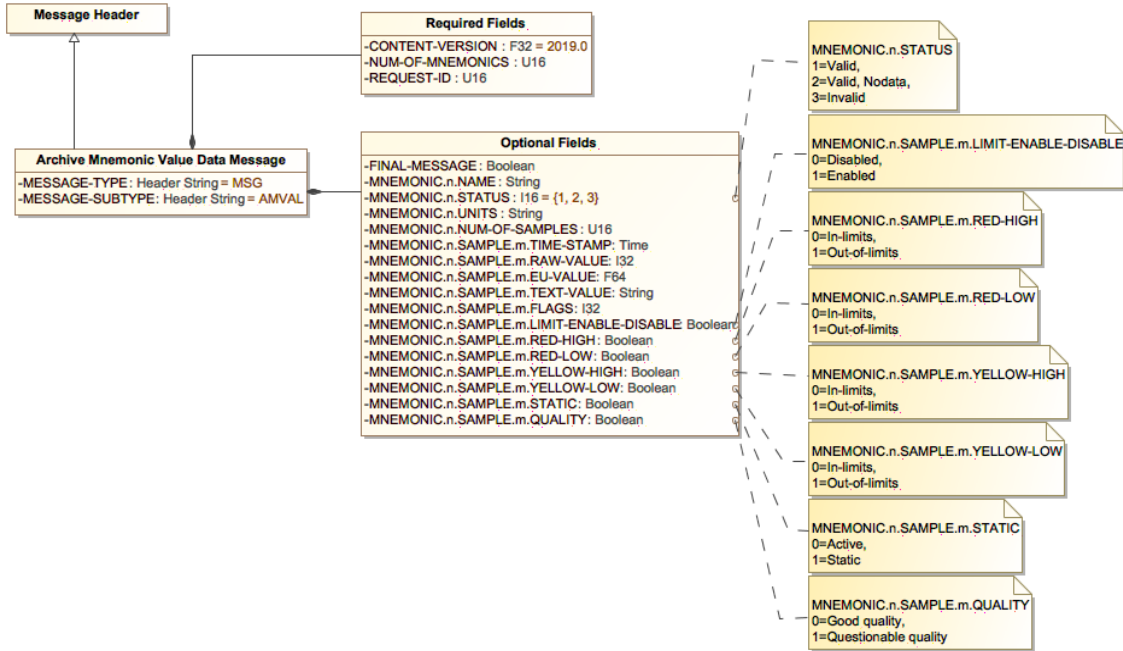 Message Header
Required Fields
-CONTENT-VERSION : F32 = 2019.0
-NUM-OF-MNEMONICS : U16
-REQUEST-ID : U16
Archive Mnemonic Value Data Message
-MESSAGE-TYPE : Header String = MSG
-MESSAGE-SUBTYPE : Header String = AMVAL
Optional Fields
-FINAL-MESSAGE : Boolean
-MNEMONIC.n.NAME : String
-MNEMONIC.n.STATUS : I16 = {1, 2, 3}
-MNEMONIC.n.UNITS : String
-MNEMONIC.n.NUM-OF-SAMPLES : U16
-MNEMONIC.n.SAMPLE.m.TIME-STAMP : Time
-MNEMONIC.n.SAMPLE.m.RAW-VALUE : I32
-MNEMONIC.n.SAMPLE.m.EU-VALUE : F64
-MNEMONIC.n.SAMPLE.m.TEXT-VALUE : String
-MNEMONIC.n.SAMPLE.m.FLAGS : I32
-MNEMONIC.n.SAMPLE.m.LIMIT-ENABLE-DISABLE : Boolean
-MNEMONIC.n.SAMPLE.m.RED-HIGH : Boolean
-MNEMONIC.n.SAMPLE.m.RED-LOW : Boolean
-MNEMONIC.n.SAMPLE.m.YELLOW-HIGH : Boolean
-MNEMONIC.n.SAMPLE.m.YELLOW-LOW : Boolean
-MNEMONIC.n.SAMPLE.m.STATIC : Boolean
-MNEMONIC.n.SAMPLE.m.QUALITY : Boolean
MNEMONIC.n.STATUS
1=Valid,
2=Valid, Nodata,
3=Invalid
MNEMONIC.n.SAMPLE.m.LIMIT-ENABLE-DISABLE
0=Disabled,
1=Enabled
MNEMONIC.n.SAMPLE.m.RED-HIGH
0=In-limits,
1=Out-of-limits
MNEMONIC.n.SAMPLE.m.RED-LOW
0=In-limits,
1=Out-of-limits
MNEMONIC.n.SAMPLE.m.YELLOW-HIGH
0=In-limits,
1=Out-of-limits
MNEMONIC.n.SAMPLE.m.YELLOW-LOW
0=In-limits,
1=Out-of-limits
MNEMONIC.n.SAMPLE.m.STATIC
0=Active,
1=Static
MNEMONIC.n.SAMPLE.m.QUALITY
0=Good quality,
1=Questionable quality